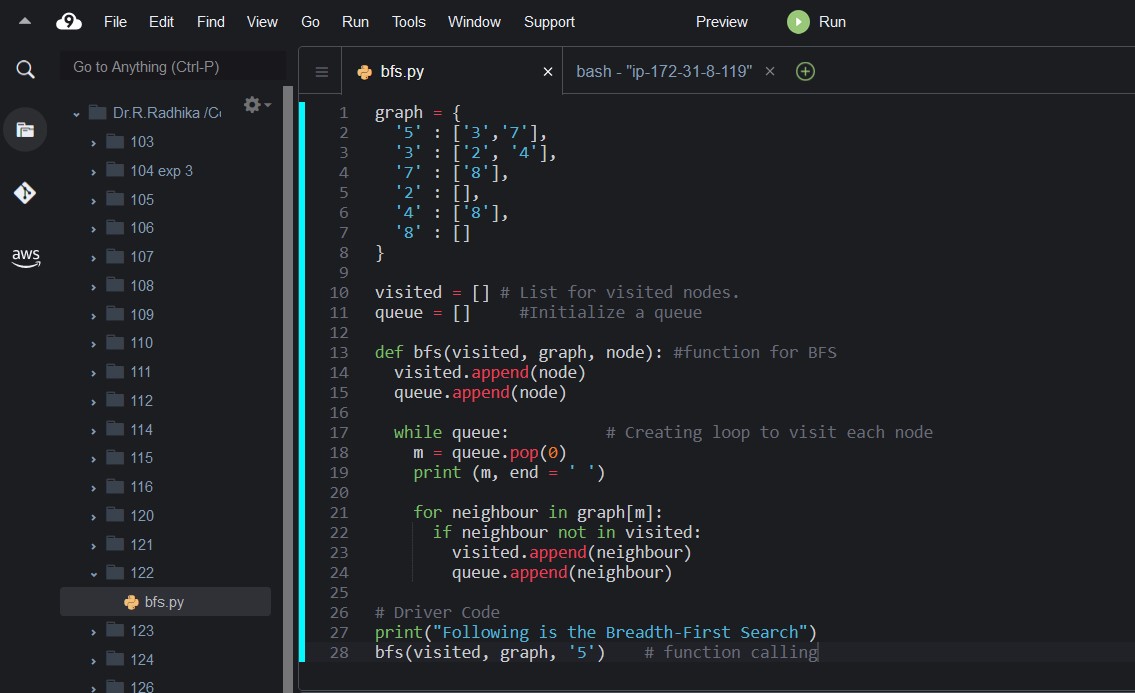 9 File Edit Find View Go Run Tools Window Support Preview Run
Go to Anything (Ctrl-P)
bfs.py × bash - "ip-172-31-8-119" ×
aws
Dr.R.Radhika /Co
103
104 exp 3
105
106
107
108
109
110
111
112
114
115
116
120
121
122
bfs.py
123
124
126
1 graph = {
2   '5' : ['3','7'],
3   '3' : ['2', '4'],
4   '7' : ['8'],
5   '2' : [],
6   '4' : ['8'],
7   '8' : []
8 }
9
10 visited = [] # List for visited nodes.
11 queue = []     #Initialize a queue
12
13 def bfs(visited, graph, node): #function for BFS
14   visited.append(node)
15   queue.append(node)
16
17   while queue:          # Creating loop to visit each node
18     m = queue.pop(0)
19     print (m, end = ' ')
20
21     for neighbour in graph[m]:
22       if neighbour not in visited:
23         visited.append(neighbour)
24         queue.append(neighbour)
25
26 # Driver Code
27 print("Following is the Breadth-First Search")
28 bfs(visited, graph, '5')    # function calling